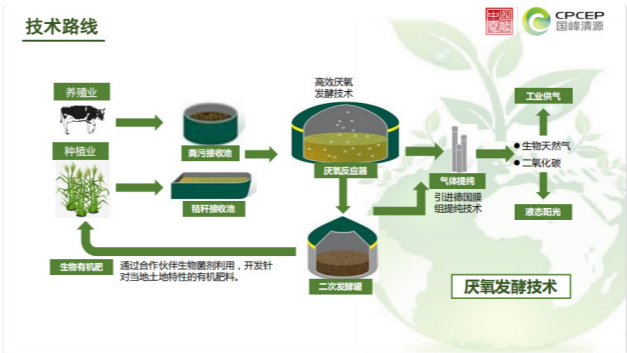 技术路线
中国
CPCEP
国峰清源
养殖业
高效厌氧
发酵技术
工业供气
种植业
粪污接收池
厌氧反应器
气体提纯
生物天然气
二氧化碳
引进德国膜
组提纯技术
秸秆接收池
液态阳光
生物有机肥
通过合作伙伴生物菌剂利用，开发针
对当地土地特性的有机肥料。
二次发酵罐
厌氧发酵技术